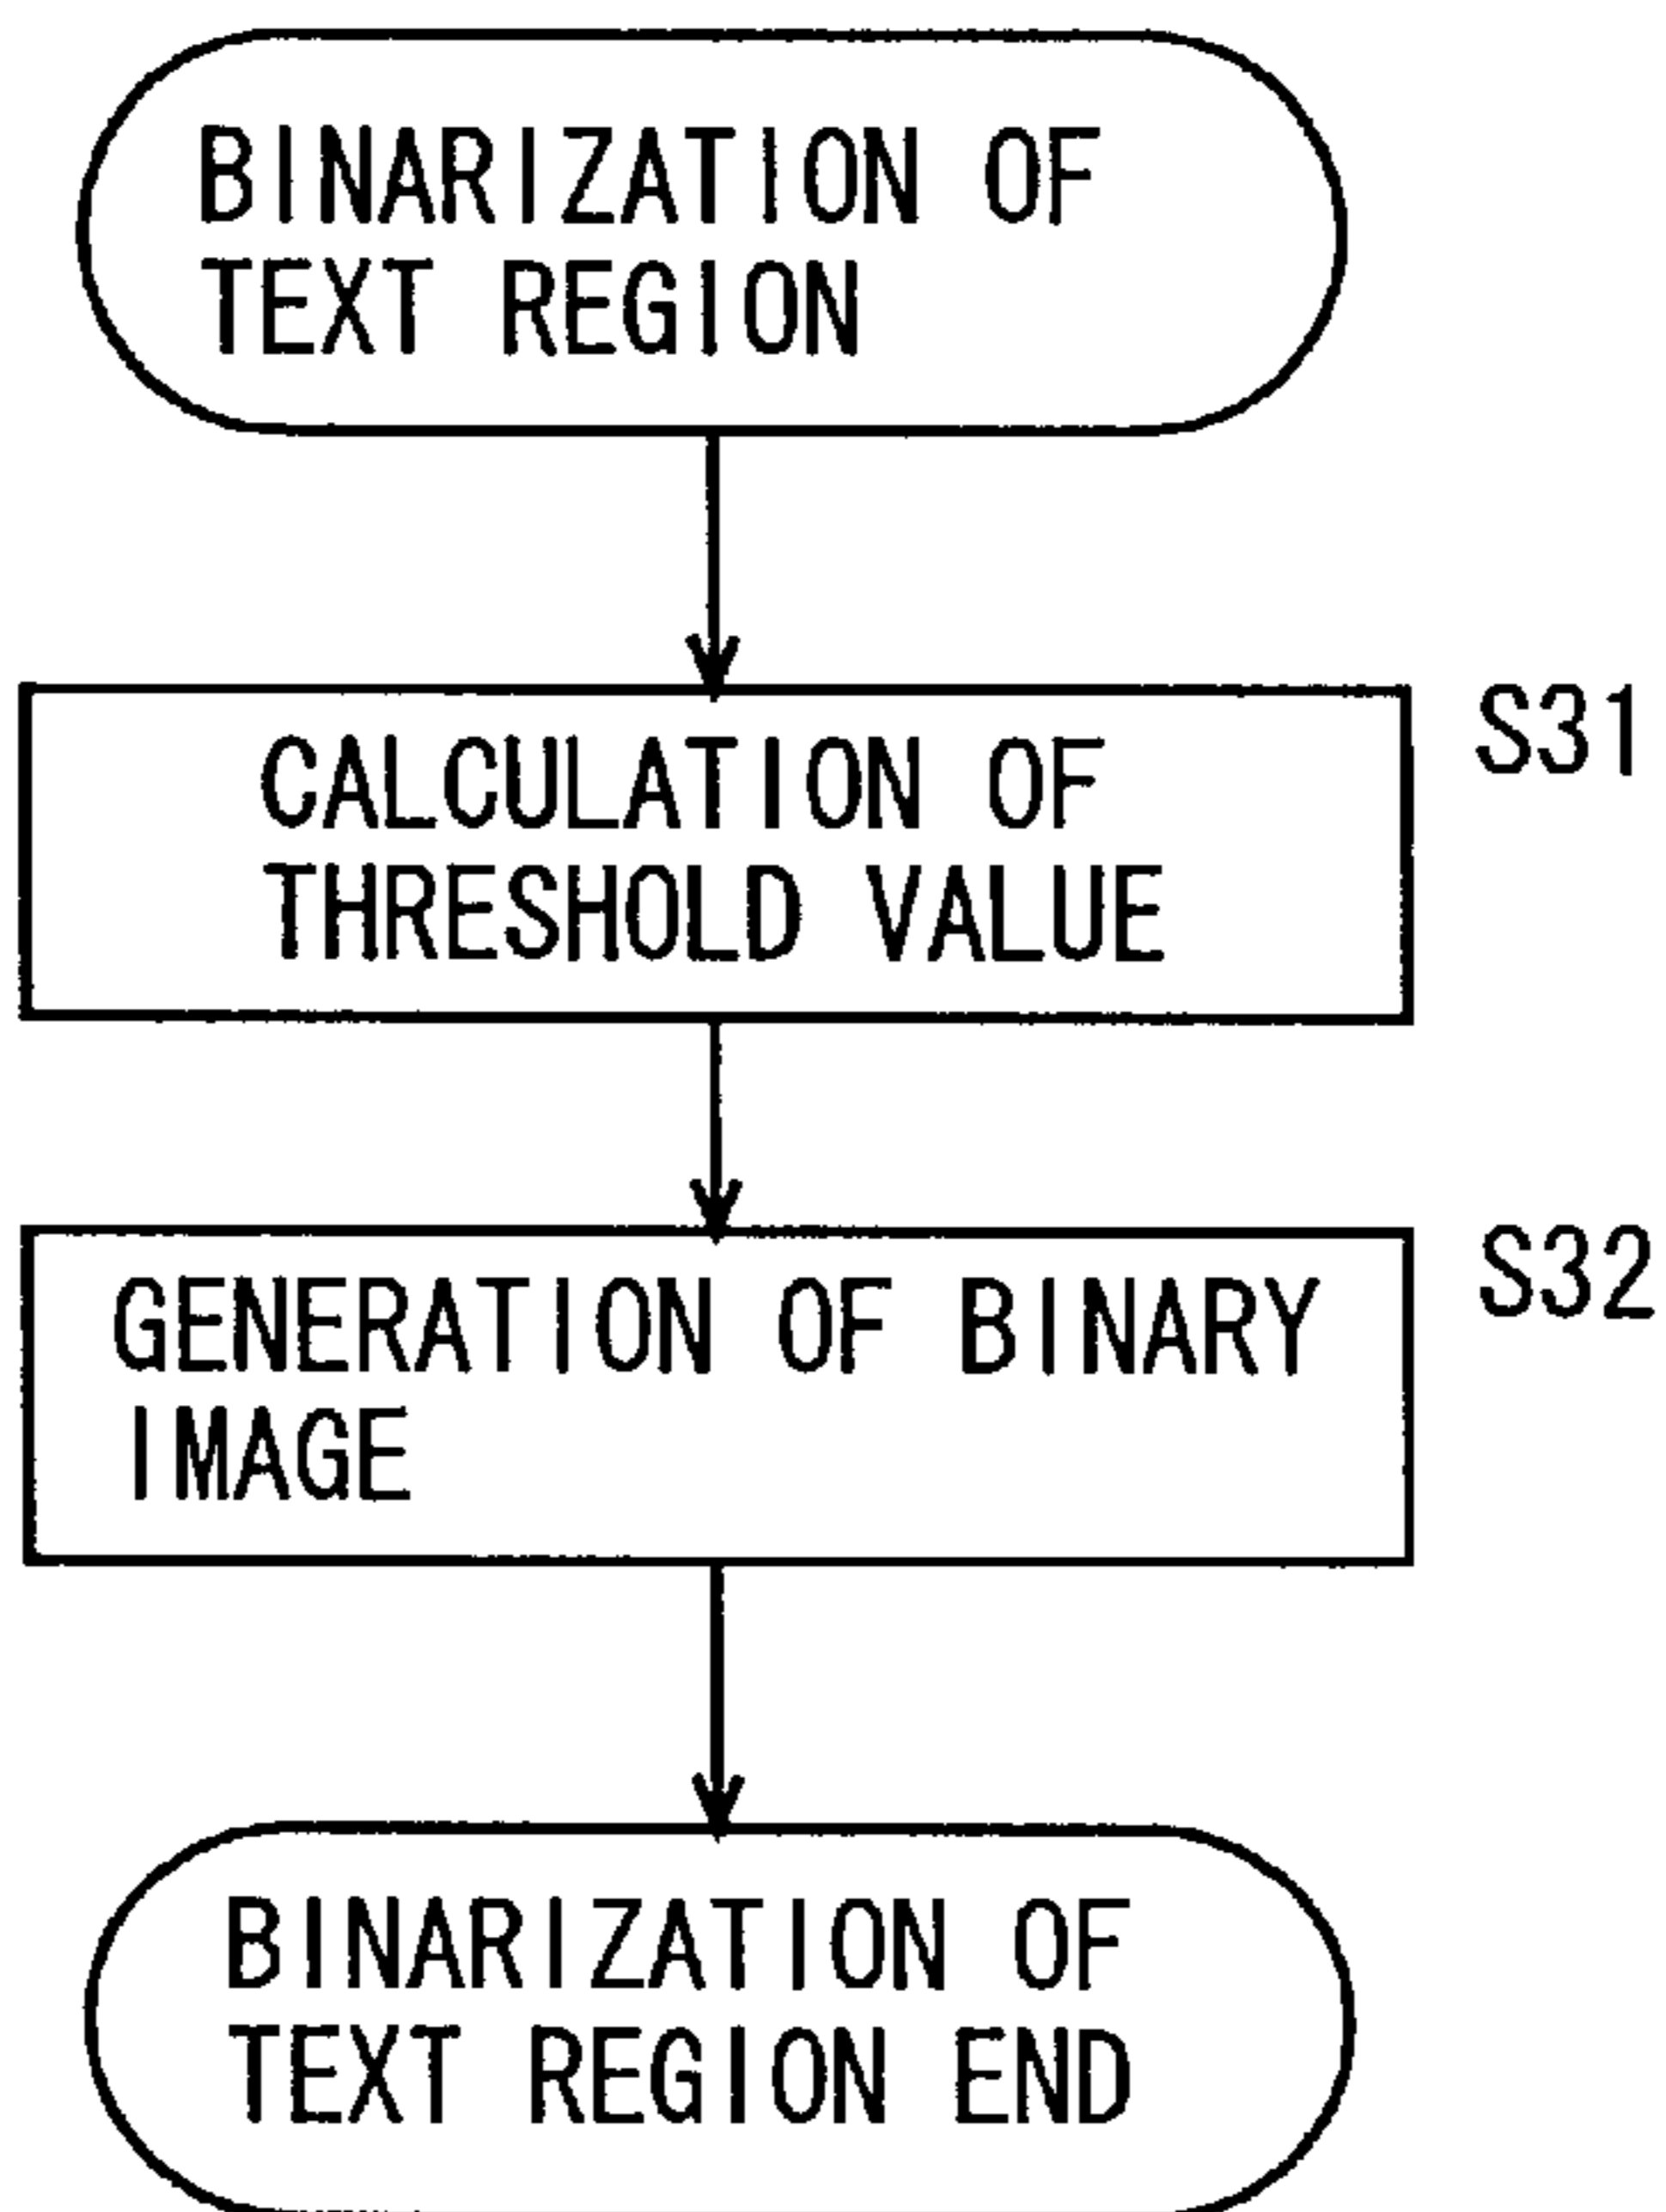 BINARIZATION OF
TEXT REGION
S31
CALCULATION OF
THRESHOLD VALUE
S32
GENERATION OF BINARY
IMAGE
BINARIZATION OF
TEXT REGION END